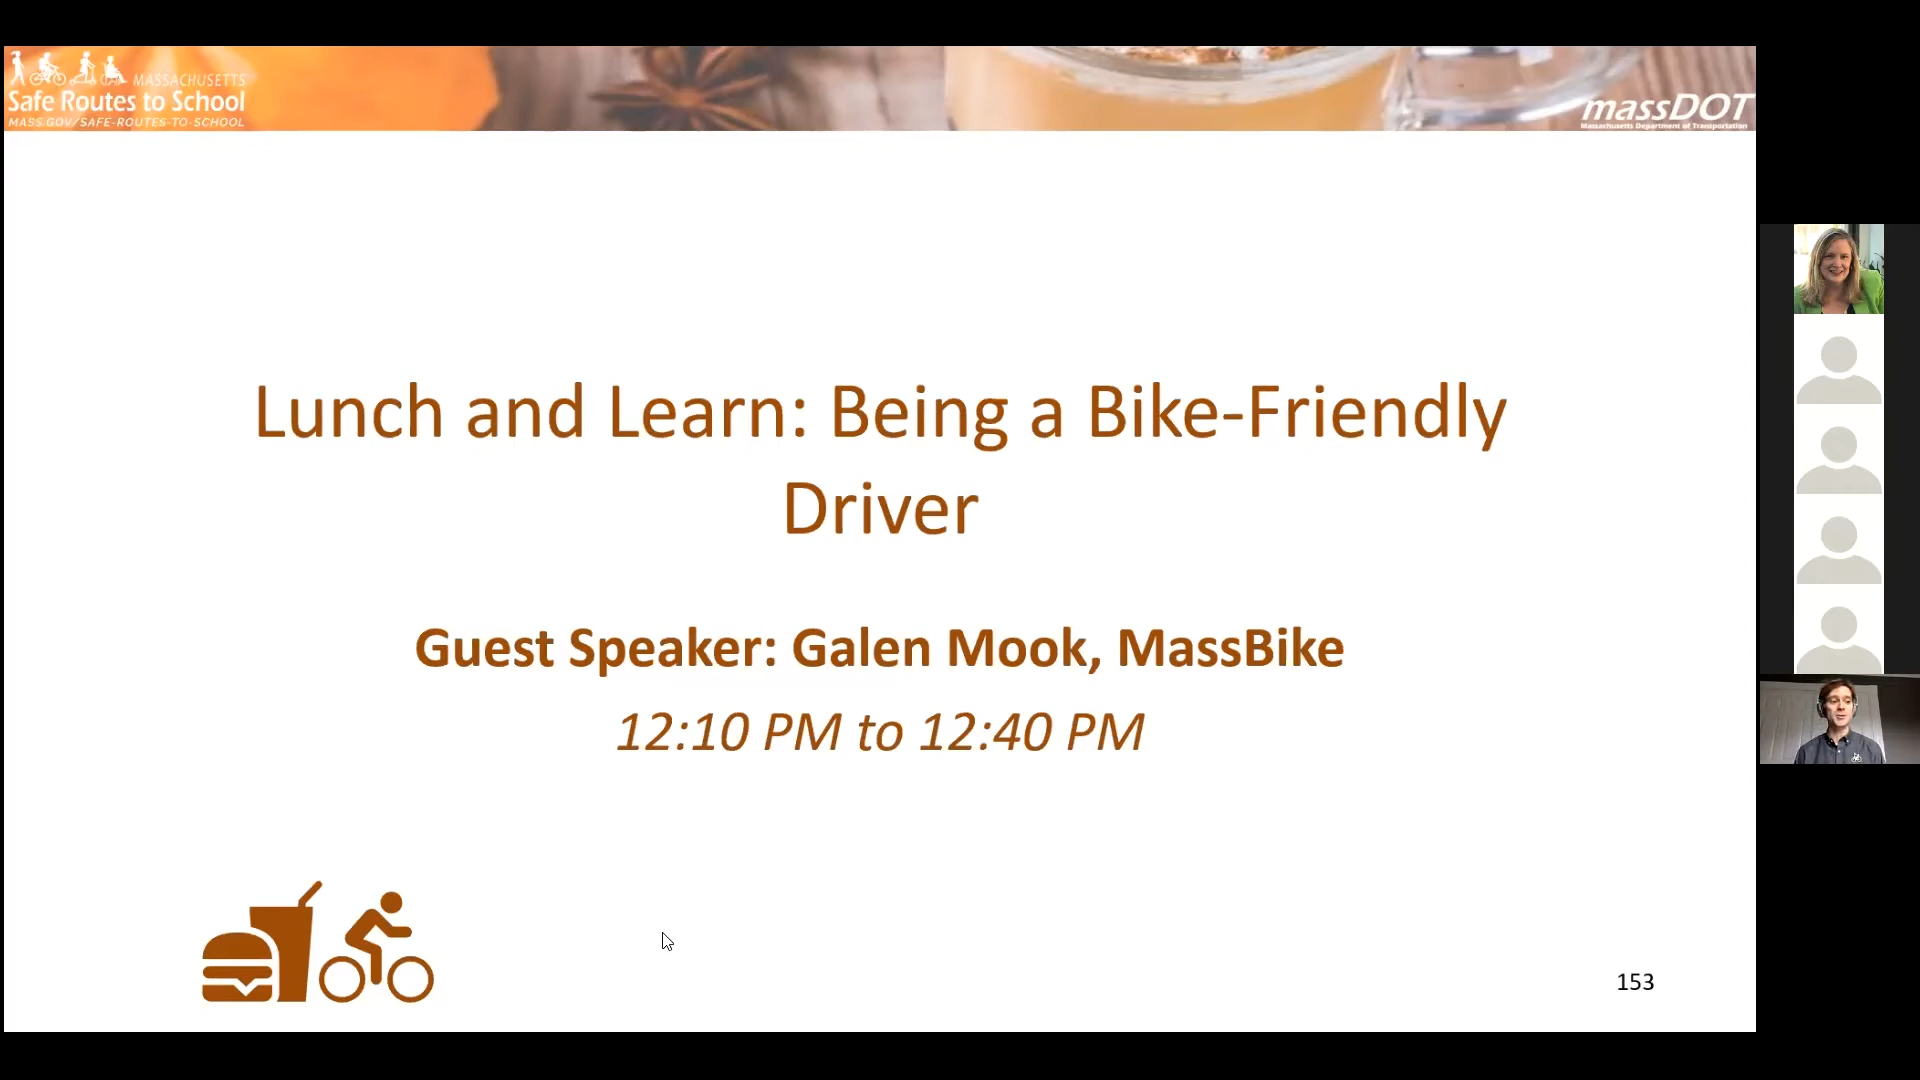 MASSACHUSETTS
Safe Routes to School
MASS.GOV/SAFE-ROUTES-TO-SCHOOL
massDOT
Massachusetts Department of Transportation
Lunch and Learn: Being a Bike-Friendly
Driver
Guest Speaker: Galen Mook, MassBike
12:10 PM to 12:40 PM
153